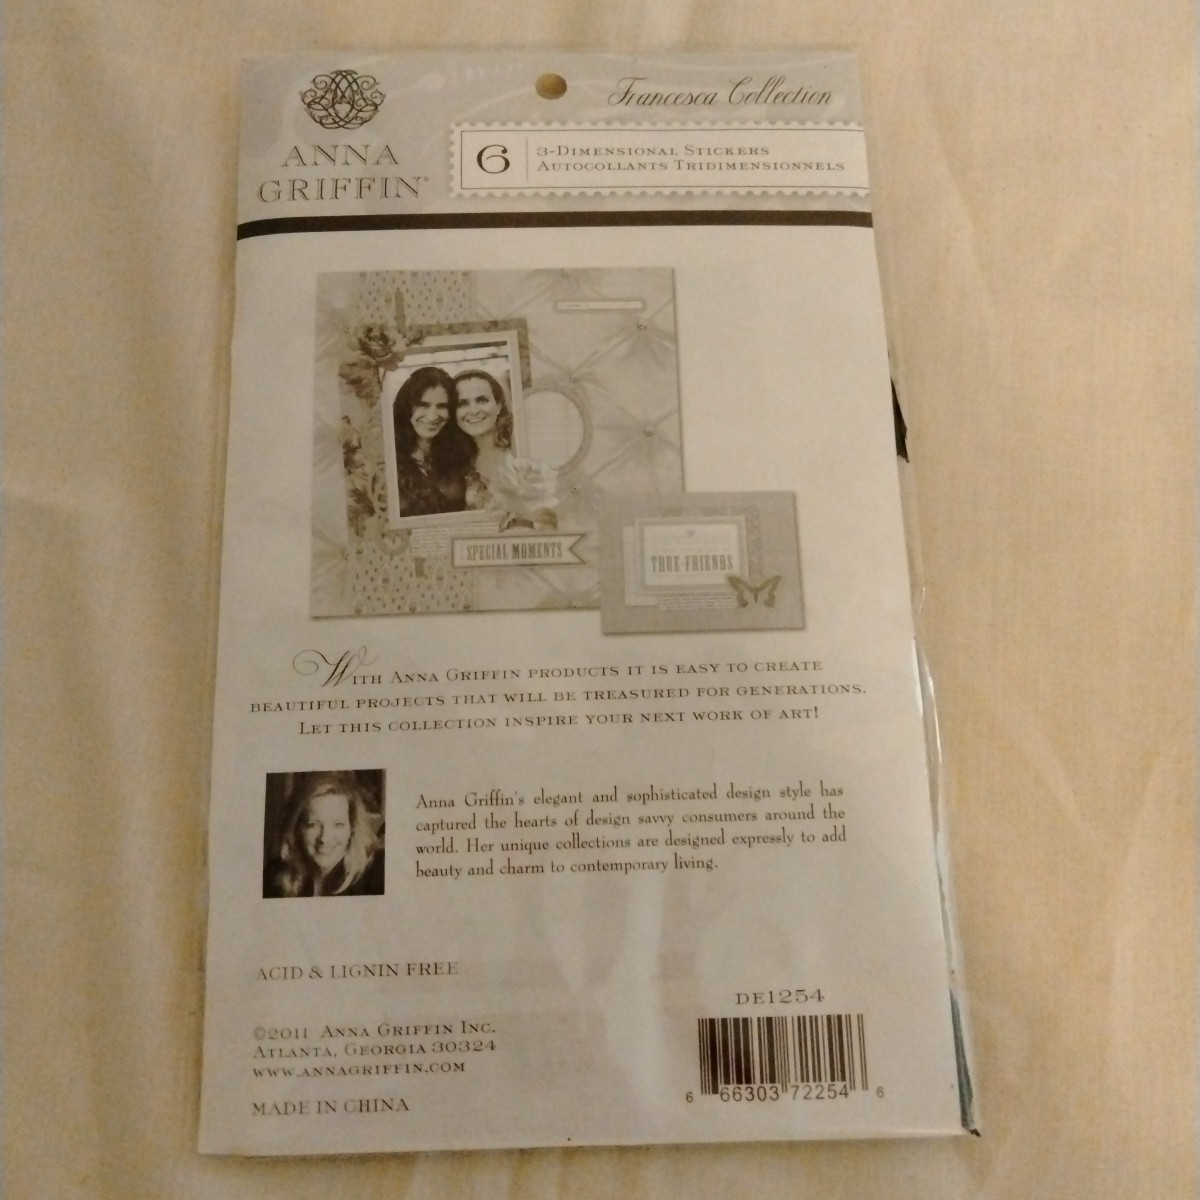 ANNA
GRIFFIN®
Francesca Collection
6
3-DIMENSIONAL STICKERS
AUTOCOLLANTS TRIDIMENSIONNELS
SPECIAL MOMENTS
TRUE FRIENDS
WITH ANNA GRIFFIN PRODUCTS IT IS EASY TO CREATE
BEAUTIFUL PROJECTS THAT WILL BE TREASURED FOR GENERATIONS.
LET THIS COLLECTION INSPIRE YOUR NEXT WORK OF ART!
Anna Griffin's elegant and sophisticated design style has
captured the hearts of design savvy consumers around the
world. Her unique collections are designed expressly to add
beauty and charm to contemporary living.
ACID & LIGNIN FREE
©2011 ANNA GRIFFIN INC.
ATLANTA, GEORGIA 30324
WWW.ANNAGRIFFIN.COM
MADE IN CHINA
DE1254
6 66303 72254 6